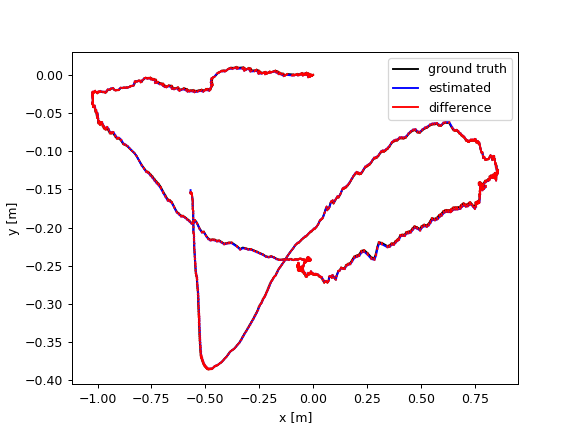 ground truth
estimated
difference
0.00
−0.05
−0.10
−0.15
−0.20
−0.25
−0.30
−0.35
−0.40
y [m]
−1.00 −0.75 −0.50 −0.25 0.00 0.25 0.50 0.75
x [m]